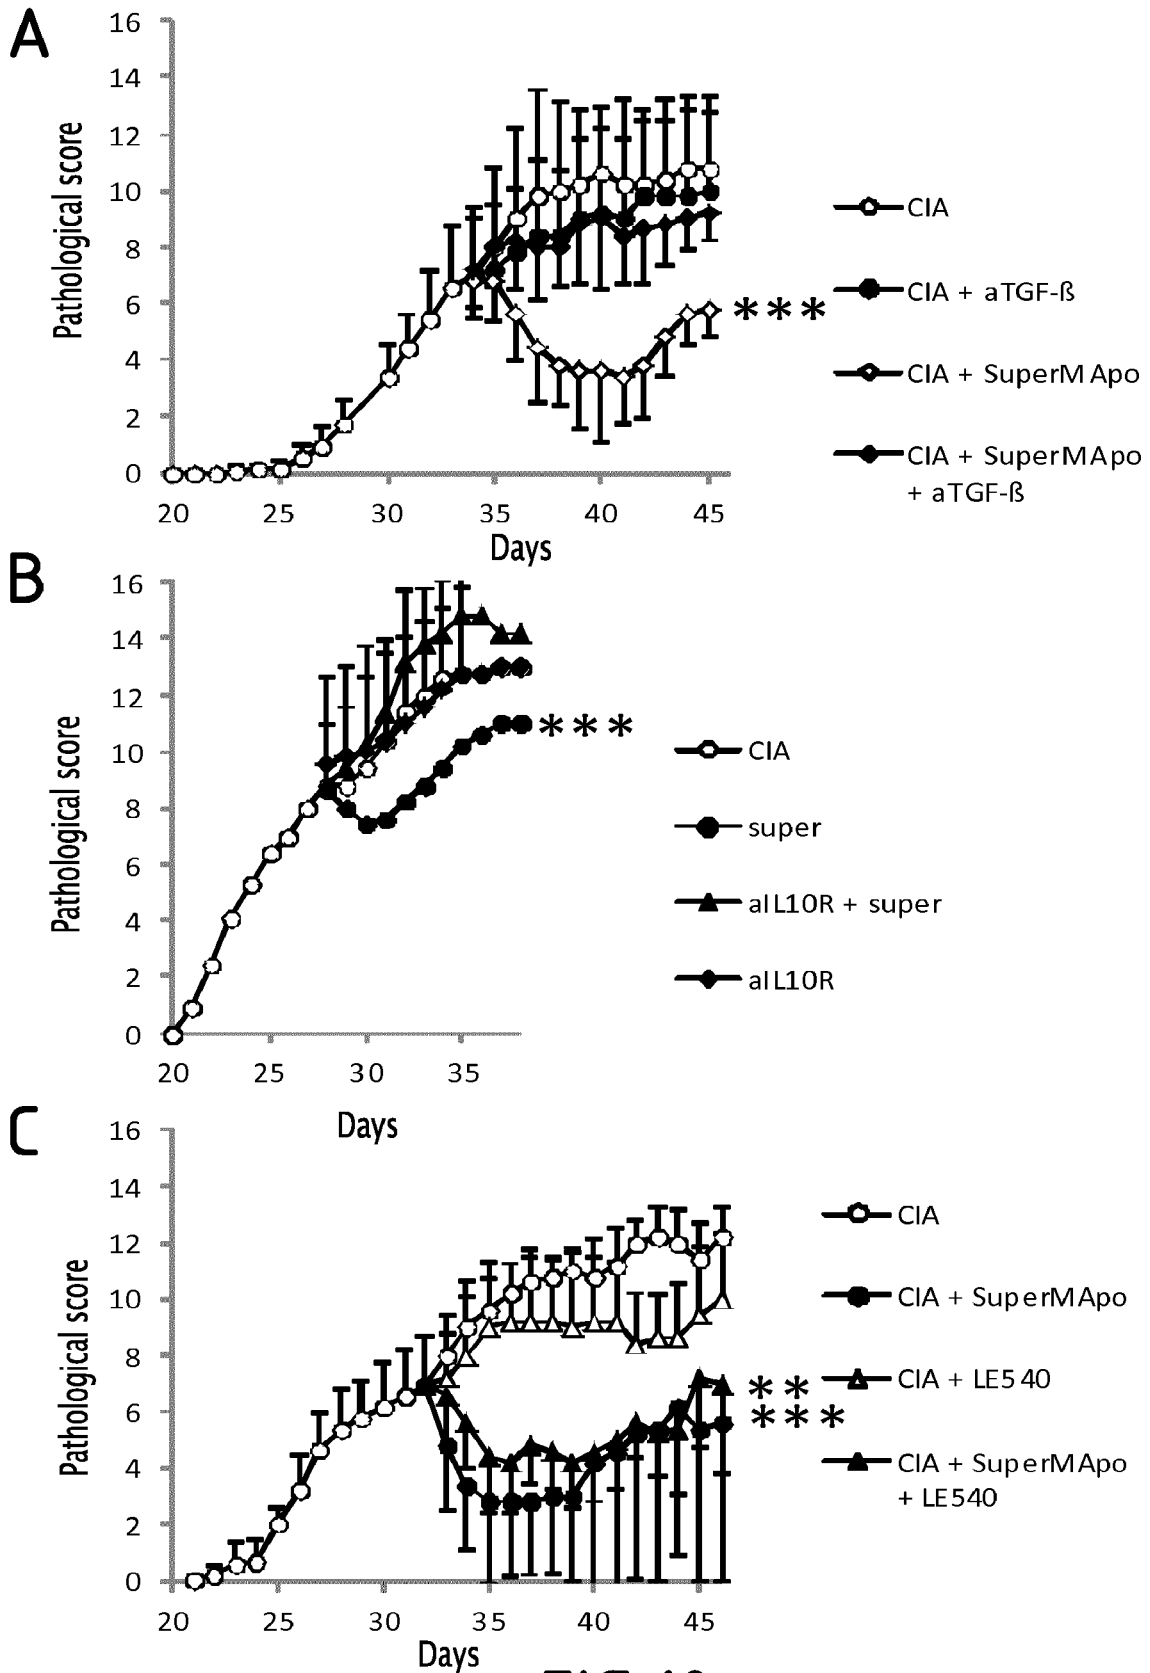 A
16
14
12
10
8
6
4
2
0
Pathological score
20 25 30 35 40 45
Days
***
CIA
CIA + aTGF-ß
CIA + SuperMApo
CIA + SuperMApo
+ aTGF-ß
B
16
14
12
10
8
6
4
2
0
Pathological score
20 25 30 35
Days
***
CIA
super
aIL10R + super
aIL10R
C
16
14
12
10
8
6
4
2
0
Pathological score
20 25 30 35 40 45
Days
**
***
CIA
CIA + SuperMApo
CIA + LE540
CIA + SuperMApo
+ LE540